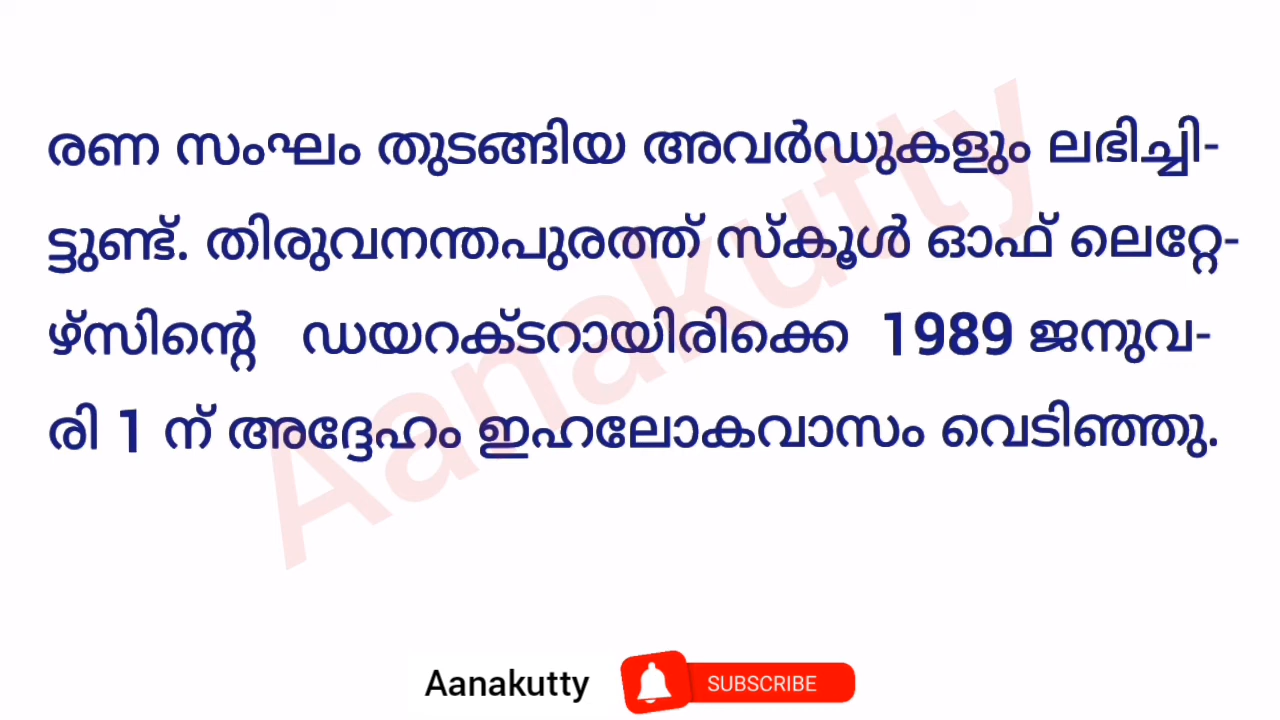 രണ സംഘം തുടങ്ങിയ അവർഡുകളും ലഭിച്ചി-
ട്ടുണ്ട്. തിരുവനന്തപുരത്ത് സ്കൂൾ ഓഫ് ലെറ്റേ-
ഴ്സിന്റെ ഡയറക്ടറായിരിക്കെ 1989 ജനുവ-
രി 1 ന് അദ്ദേഹം ഇഹലോകവാസം വെടിഞ്ഞു.
Aanakutty
Aanakutty SUBSCRIBE